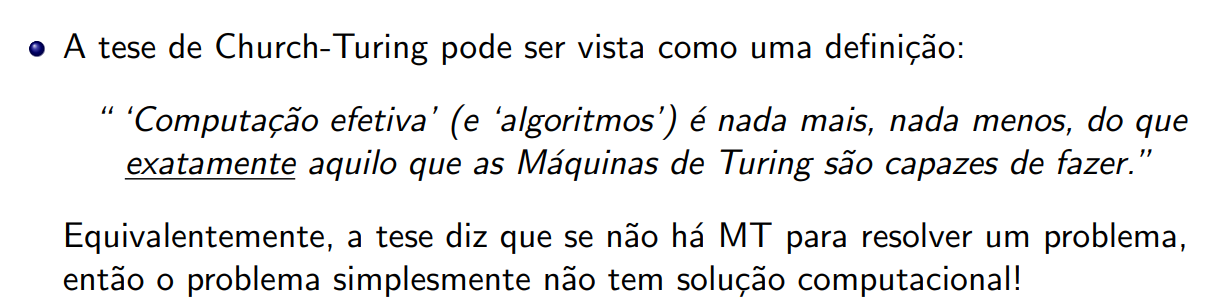 A tese de Church-Turing pode ser vista como uma definição:
“ ‘Computação efetiva’ (e ‘algoritmos’) é nada mais, nada menos, do que
exatamente aquilo que as Máquinas de Turing são capazes de fazer.”
Equivalentemente, a tese diz que se não há MT para resolver um problema,
então o problema simplesmente não tem solução computacional!